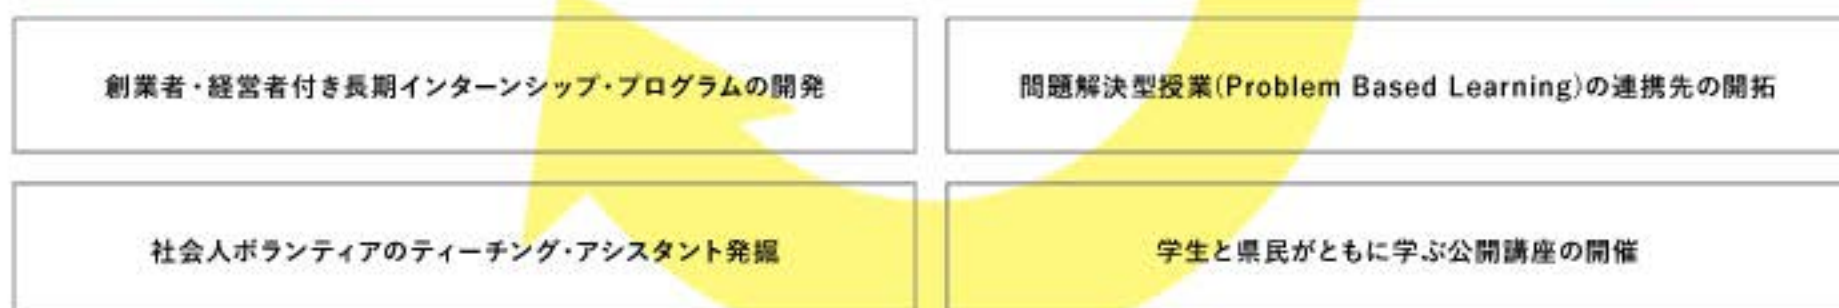 創業者・経営者付き長期インターンシップ・プログラムの開発
問題解決型授業(Problem Based Learning)の連携先の開拓
社会人ボランティアのティーチング・アシスタント発掘
学生と県民がともに学ぶ公開講座の開催